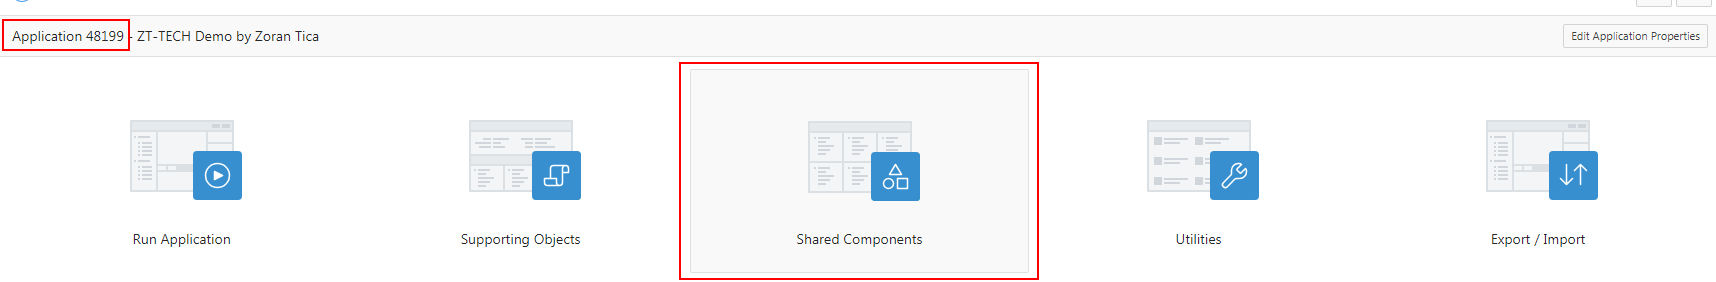 Application 48199 - ZT-TECH Demo by Zoran Tica
Edit Application Properties
Run Application
Supporting Objects
Shared Components
Utilities
Export / Import